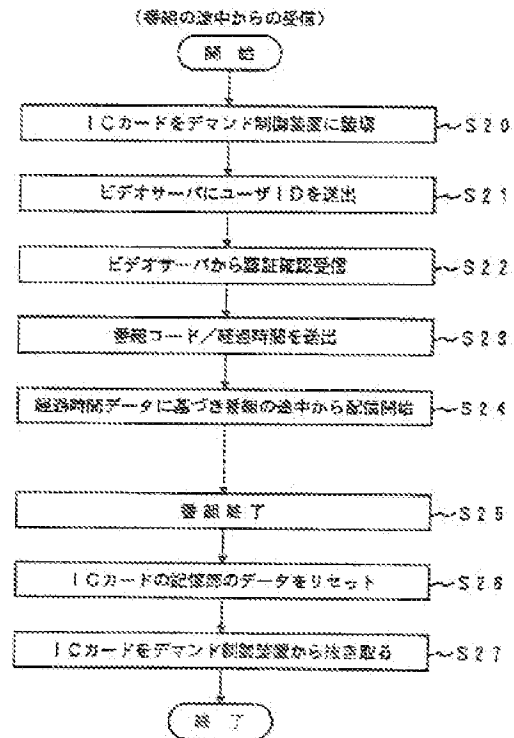 (番組の途中からの受信)
開 始
ICカードをデマンド制御装置に装填
~S20
ビデオサーバにユーザIDを送出
~S21
ビデオサーバから認証確認受信
~S22
番組コード/経過時間を送出
~S23
経過時間データに基づき番組の途中から配信開始
~S24
番組終了
~S25
ICカードの記憶部のデータをリセット
~S26
ICカードをデマンド制御装置から抜き取る
~S27
終 了